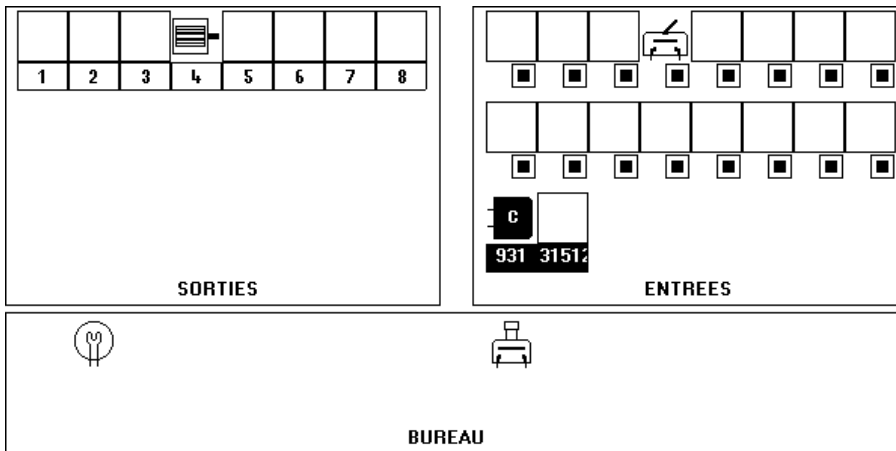 1 2 3 4 5 6 7 8
C
931 31512
SORTIES
ENTREES
BUREAU